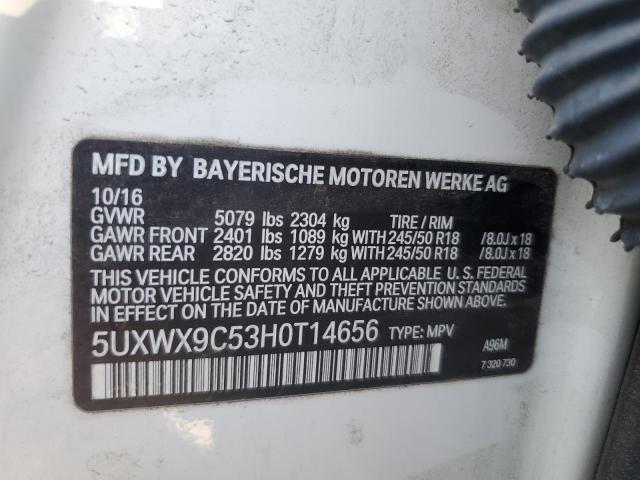 MFD BY BAYERISCHE MOTOREN WERKE AG
10/16
GVWR 5079 lbs 2304 kg TIRE / RIM
GAWR FRONT 2401 lbs 1089 kg WITH 245/50 R18 /8.0J x 18
GAWR REAR 2820 lbs 1279 kg WITH 245/50 R18 /8.0J x 18
THIS VEHICLE CONFORMS TO ALL APPLICABLE U. S. FEDERAL
MOTOR VEHICLE SAFETY AND THEFT PREVENTION STANDARDS
IN EFFECT ON THE DATE OF MANUFACTURE SHOWN ABOVE.
5UXWX9C53H0T14656 TYPE: MPV
A96M
7 320 730